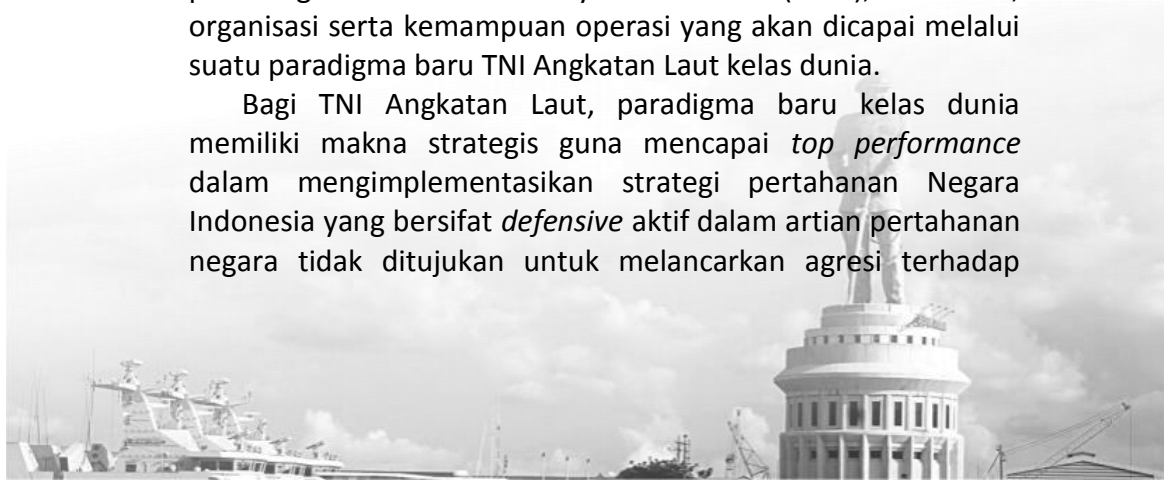 organisasi serta kemampuan operasi yang akan dicapai melalui
suatu paradigma baru TNI Angkatan Laut kelas dunia.
Bagi TNI Angkatan Laut, paradigma baru kelas dunia
memiliki makna strategis guna mencapai top performance
dalam mengimplementasikan strategi pertahanan Negara
Indonesia yang bersifat defensive aktif dalam artian pertahanan
negara tidak ditujukan untuk melancarkan agresi terhadap